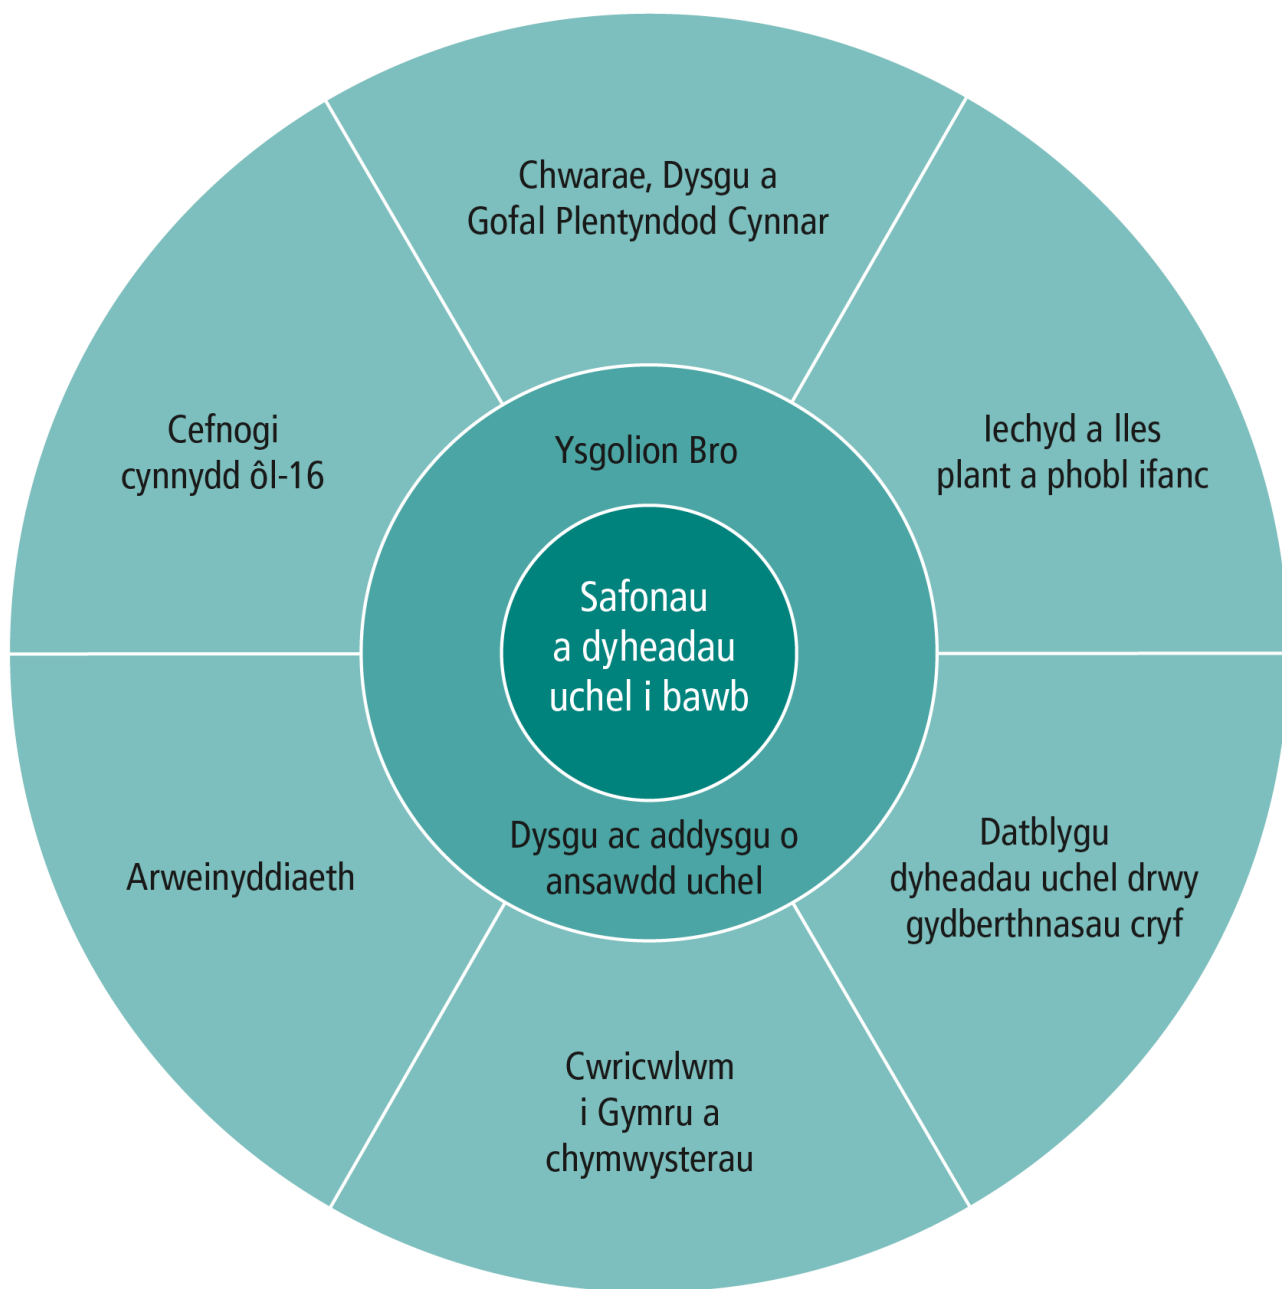 Chwarae, Dysgu a
Gofal Plentyndod Cynnar
Cefnogi
cynnydd ôl-16
Iechyd a lles
plant a phobl ifanc
Ysgolion Bro
Safonau
a dyheadau
uchel i bawb
Dysgu ac addysgu o
ansawdd uchel
Arweinyddiaeth
Datblygu
dyheadau uchel drwy
gydberthnasau cryf
Cwricwlwm
i Gymru a
chymwysterau